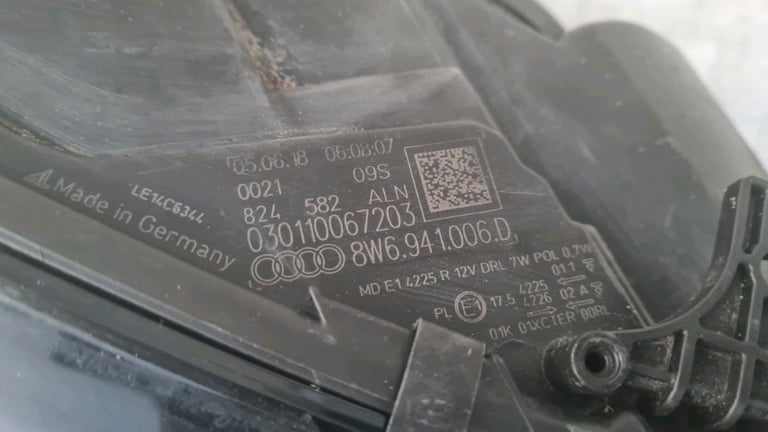 05.06.18 06:08:07
0021 09S
824 582 ALN
030110067203
8W6.941.006.D
LE14C6344
AL Made in Germany
MD E1 4225 R 12V DRL 7W POL 0,7W
4225 01 1
PL E1 17.5 4226 02 A
01K 01XCTER 00RL